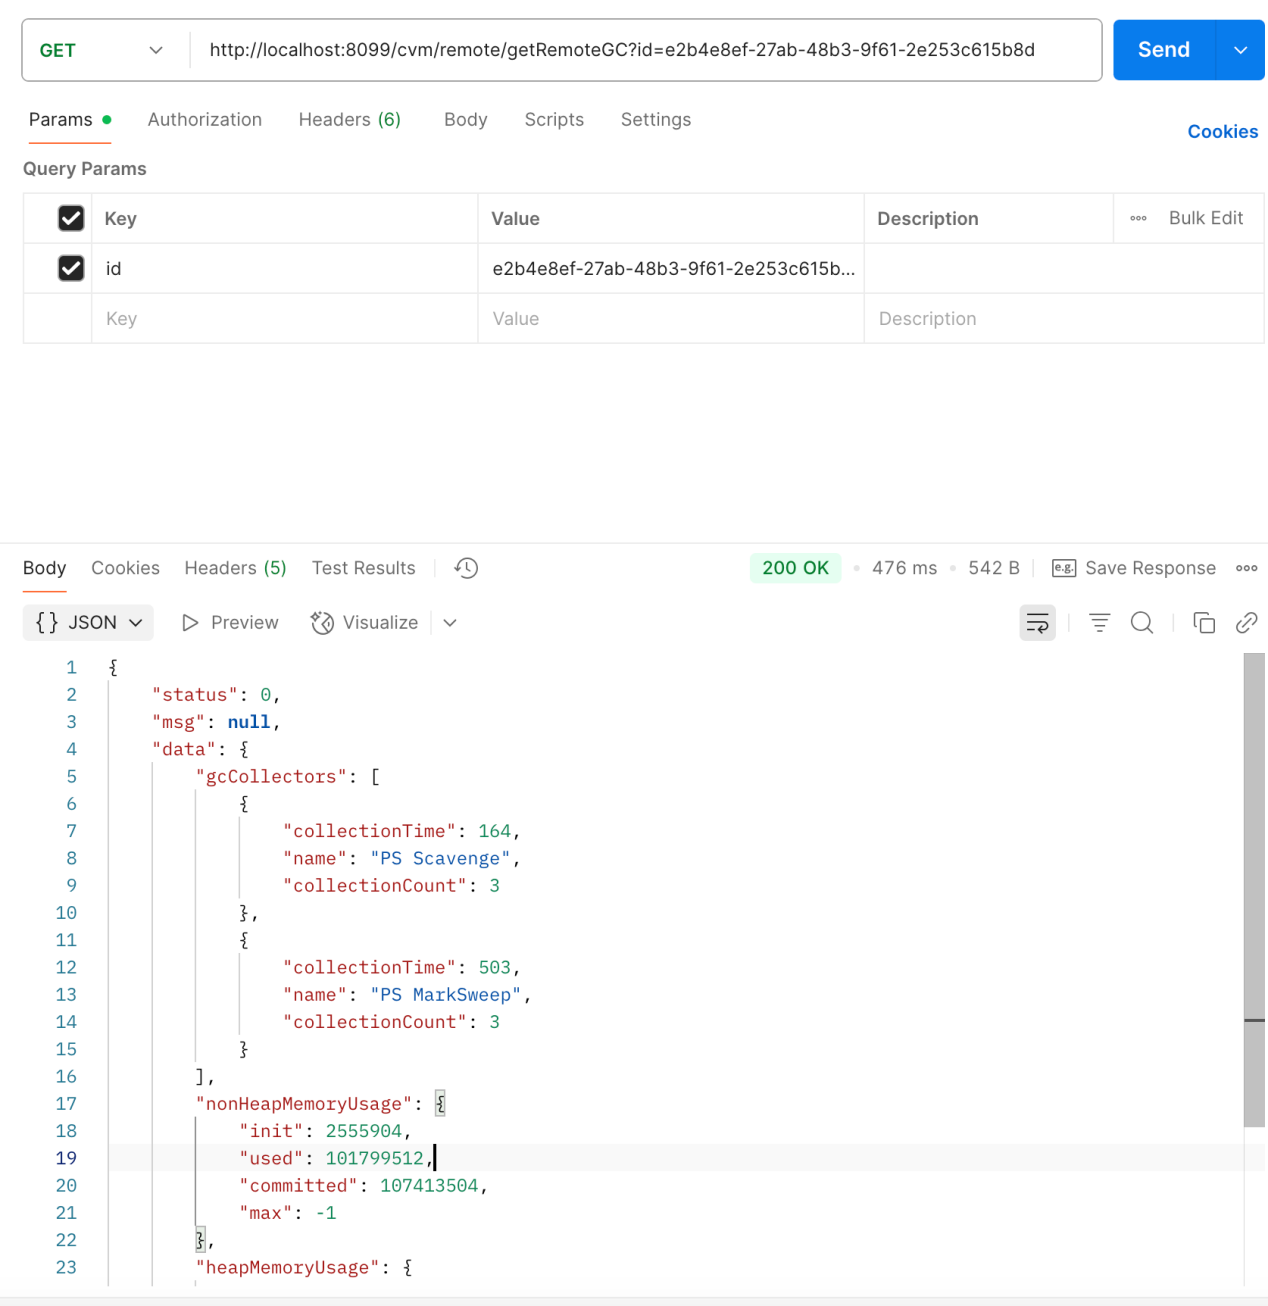 GET http://localhost:8099/cvm/remote/getRemoteGC?id=e2b4e8ef-27ab-48b3-9f61-2e253c615b8d Send
Params Authorization Headers (6) Body Scripts Settings Cookies
Query Params
Key Value Description Bulk Edit
id e2b4e8ef-27ab-48b3-9f61-2e253c615b...
Key Value Description
Body Cookies Headers (5) Test Results 200 OK 476 ms 542 B e.g. Save Response
{} JSON Preview Visualize
1 {
2 "status": 0,
3 "msg": null,
4 "data": {
5 "gcCollectors": [
6 {
7 "collectionTime": 164,
8 "name": "PS Scavenge",
9 "collectionCount": 3
10 },
11 {
12 "collectionTime": 503,
13 "name": "PS MarkSweep",
14 "collectionCount": 3
15 }
16 ],
17 "nonHeapMemoryUsage": {
18 "init": 2555904,
19 "used": 101799512,
20 "committed": 107413504,
21 "max": -1
22 },
23 "heapMemoryUsage": {